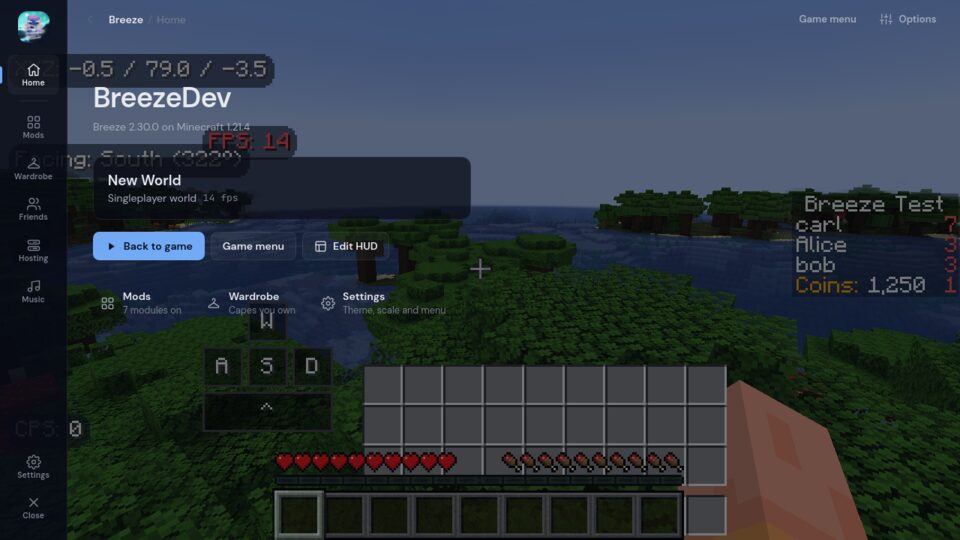 Breeze / Home
Game menu
Options
Home
-0.5 / 79.0 / -3.5
BreezeDev
Breeze 2.30.0 on Minecraft 1.21.4
FPS: 14
Mods
Facing: South (322°)
New World
Singleplayer world 14 fps
Wardrobe
Friends
Breeze Test
carl 7
Alice 3
bob 3
Coins: 1,250 1
Back to game
Game menu
Edit HUD
Hosting
Music
Mods
7 modules on
Wardrobe
Capes you own
Settings
Theme, scale and menu
W
A S D
CPS: 0
Settings
Close